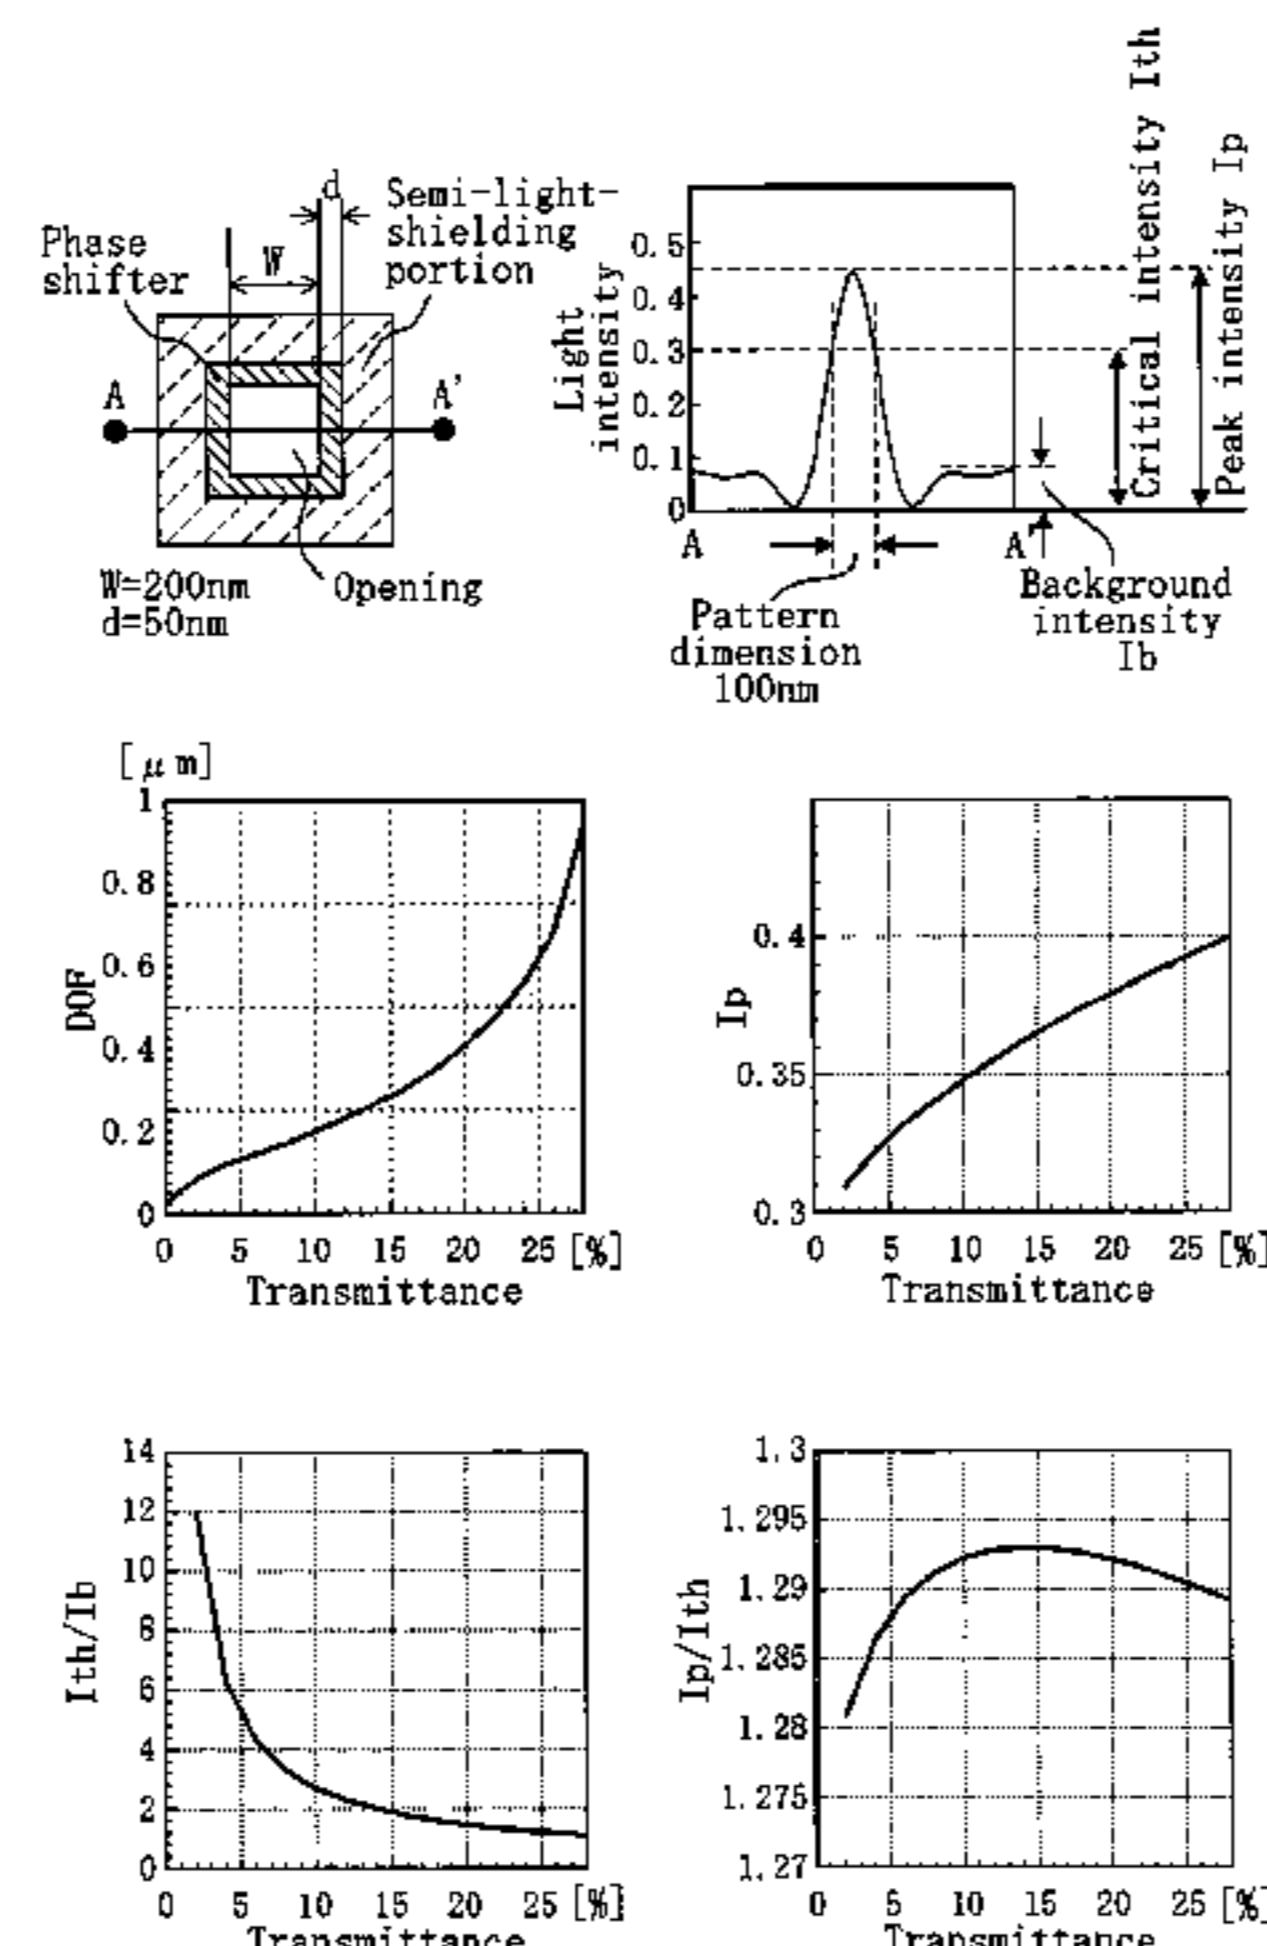 Phase
shifter
d
W
Semi-light-
shielding
portion
A
A'
W=200nm
d=50nm
Opening
Light
intensity
0.5
0.4
0.3
0.2
0.1
0
A
A'
Pattern
dimension
100nm
Background
intensity
Ib
Critical intensity Ith
Peak intensity Ip
[μm]
DOF
1
0.8
0.6
0.4
0.2
0
0 5 10 15 20 25 [%]
Transmittance
Ip
0.4
0.35
0.3
0 5 10 15 20 25 [%]
Transmittance
Ith/Ib
14
12
10
8
6
4
2
0
0 5 10 15 20 25 [%]
Transmittance
Ip/Ith
1.3
1.295
1.29
1.285
1.28
1.275
1.27
0 5 10 15 20 25 [%]
Transmittance